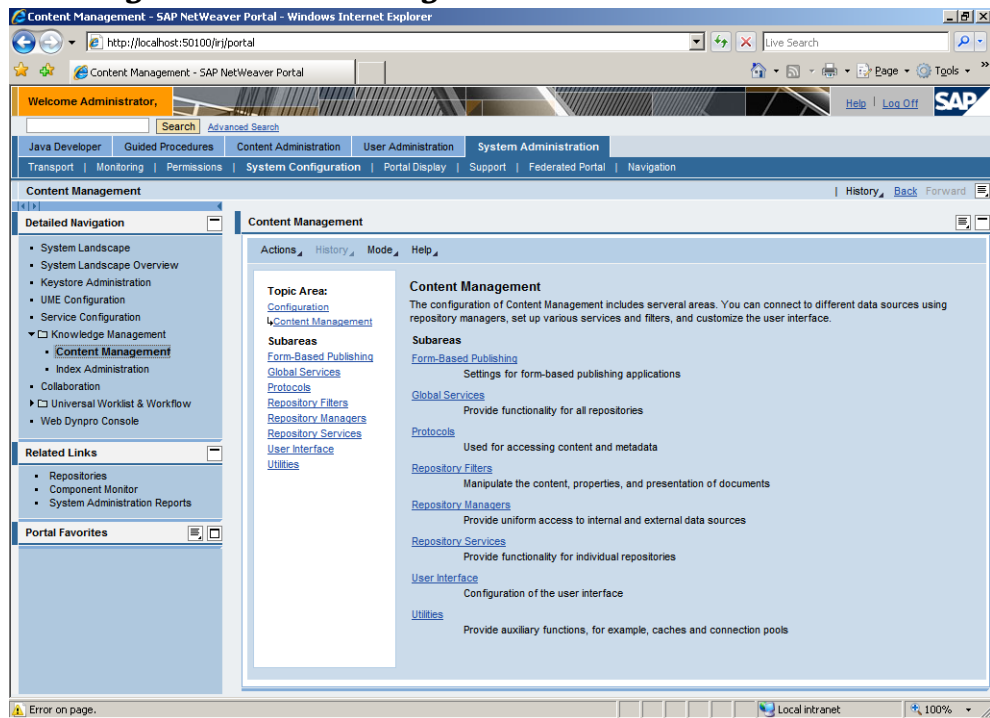 Content Management - SAP NetWeaver Portal - Windows Internet Explorer
http://localhost:50100/irj/portal
Live Search
Content Management - SAP NetWeaver Portal
Page
Tools
Welcome Administrator,
Help
Log Off
SAP
Search
Advanced Search
Java Developer
Guided Procedures
Content Administration
User Administration
System Administration
Transport | Monitoring | Permissions | System Configuration | Portal Display | Support | Federated Portal | Navigation
Content Management
| History Back Forward
Detailed Navigation
System Landscape
System Landscape Overview
Keystore Administration
UME Configuration
Service Configuration
Knowledge Management
Content Management
Index Administration
Collaboration
Universal Worklist & Workflow
Web Dynpro Console
Related Links
Repositories
Component Monitor
System Administration Reports
Portal Favorites
Content Management
Actions
History
Mode
Help
Topic Area:
Configuration
Content Management
Subareas
Form-Based Publishing
Global Services
Protocols
Repository Filters
Repository Managers
Repository Services
User Interface
Utilities
Content Management
The configuration of Content Management includes serveral areas. You can connect to different data sources using
repository managers, set up various services and filters, and customize the user interface.
Subareas
Form-Based Publishing
Settings for form-based publishing applications
Global Services
Provide functionality for all repositories
Protocols
Used for accessing content and metadata
Repository Filters
Manipulate the content, properties, and presentation of documents
Repository Managers
Provide uniform access to internal and external data sources
Repository Services
Provide functionality for individual repositories
User Interface
Configuration of the user interface
Utilities
Provide auxiliary functions, for example, caches and connection pools
Error on page.
Local intranet
100%